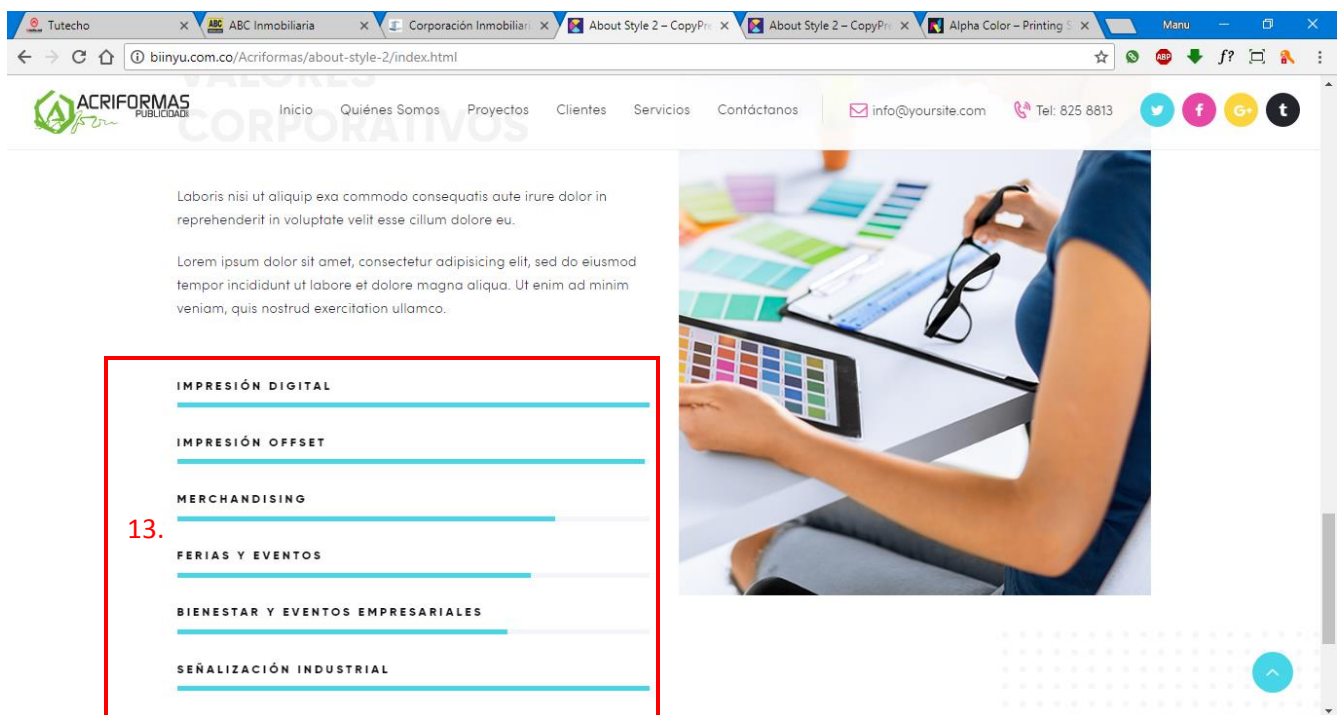 Tutecho
ABC Inmobiliaria
Corporación Inmobiliari
About Style 2 – CopyPre
About Style 2 – CopyPre
Alpha Color – Printing S
Manu
biinyu.com.co/Acriformas/about-style-2/index.html
ABP
f?
VALORES
CORPORATIVOS
ACRIFORMAS
PUBLICIDAD
Inicio
Quiénes Somos
Proyectos
Clientes
Servicios
Contáctanos
info@yoursite.com
Tel: 825 8813
Laboris nisi ut aliquip exa commodo consequatis aute irure dolor in
reprehenderit in voluptate velit esse cillum dolore eu.
Lorem ipsum dolor sit amet, consectetur adipisicing elit, sed do eiusmod
tempor incididunt ut labore et dolore magna aliqua. Ut enim ad minim
veniam, quis nostrud exercitation ullamco.
IMPRESIÓN DIGITAL
IMPRESIÓN OFFSET
MERCHANDISING
13.
FERIAS Y EVENTOS
BIENESTAR Y EVENTOS EMPRESARIALES
SEÑALIZACIÓN INDUSTRIAL